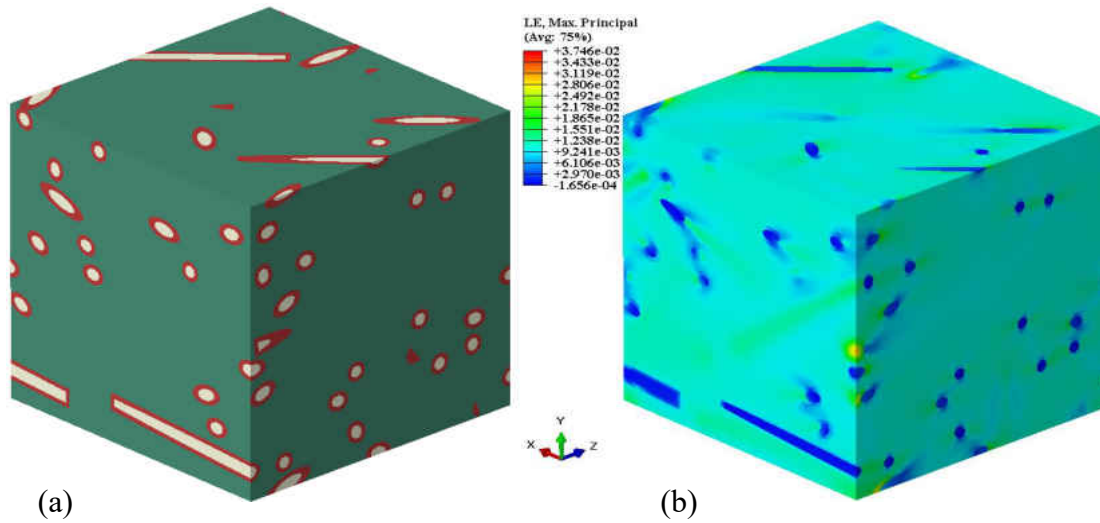 LE, Max. Principal
(Avg: 75%)
+3.746e-02
+3.433e-02
+3.119e-02
+2.806e-02
+2.492e-02
+2.178e-02
+1.865e-02
+1.551e-02
+1.238e-02
+9.241e-03
+6.106e-03
+2.970e-03
-1.656e-04
Y
X
Z
(a)
(b)